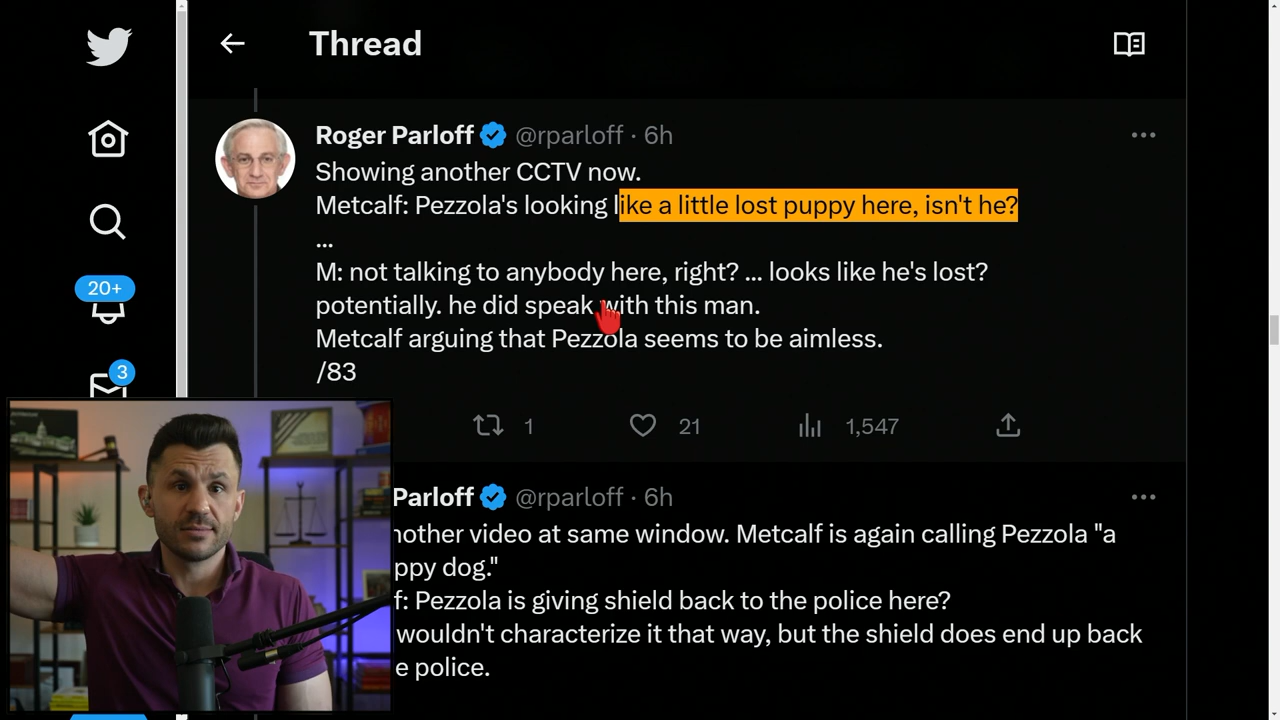 Thread
Roger Parloff @rparloff · 6h
Showing another CCTV now.
Metcalf: Pezzola's looking like a little lost puppy here, isn't he?
...
M: not talking to anybody here, right? ... looks like he's lost?
potentially. he did speak with this man.
Metcalf arguing that Pezzola seems to be aimless.
/83
20+
3
1 21 1,547
Parloff @rparloff · 6h
nother video at same window. Metcalf is again calling Pezzola "a
ppy dog."
f: Pezzola is giving shield back to the police here?
wouldn't characterize it that way, but the shield does end up back
e police.